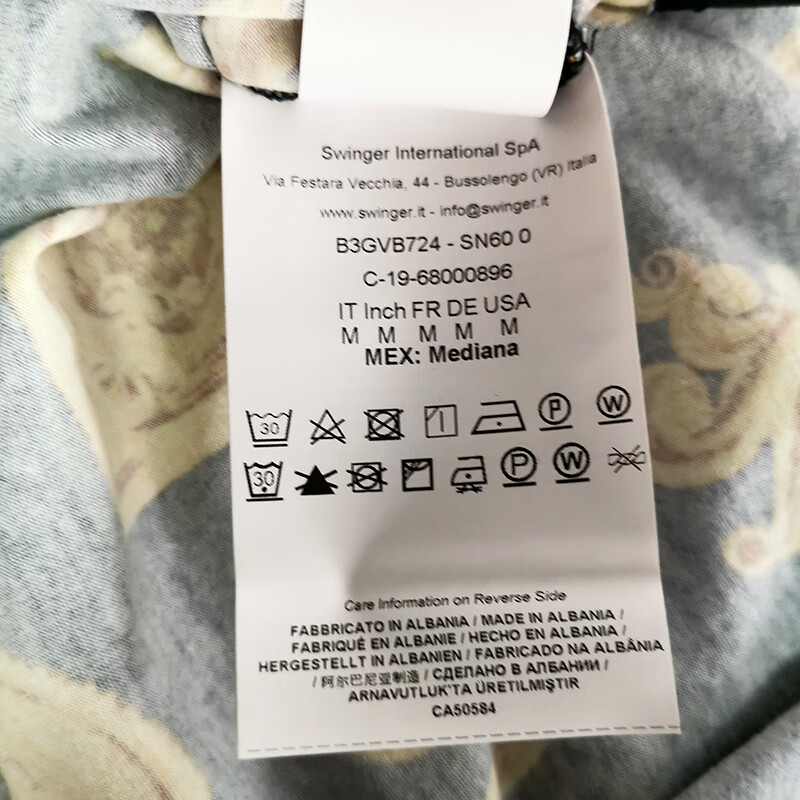 Swinger International SpA
Via Festara Vecchia, 44 - Bussolengo (VR) Italia
www.swinger.it - info@swinger.it
B3GVB724 - SN60 0
C-19-68000896
IT Inch FR DE USA
M M M M M
MEX: Mediana
30 P W
30 P W
Care Information on Reverse Side
FABBRICATO IN ALBANIA / MADE IN ALBANIA /
FABRIQUÉ EN ALBANIE / HECHO EN ALBANIA /
HERGESTELLT IN ALBANIEN / FABRICADO NA ALBÂNIA
/ 阿尔巴尼亚制造 / СДЕЛАНО В АЛБАНИИ /
ARNAVUTLUK'TA ÜRETILMIŞTIR
CA50584